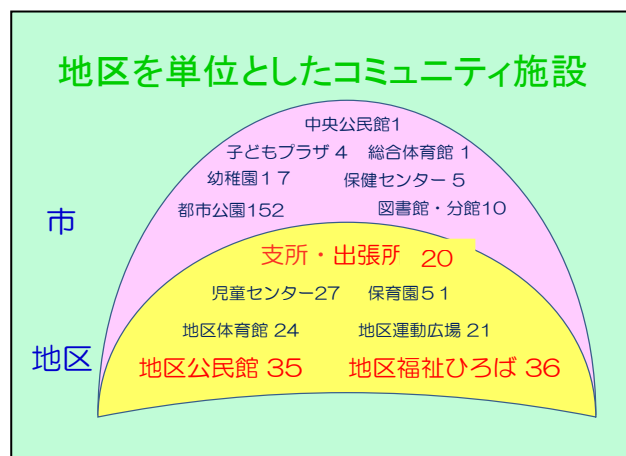 地区を単位としたコミュニティ施設
中央公民館1
子どもプラザ 4 総合体育館 1
幼稚園１７ 保健センター 5
都市公園152 図書館・分館10
市
支所・出張所 20
児童センター27 保育園５１
地区体育館 24 地区運動広場 21
地区
地区公民館 35 地区福祉ひろば 36